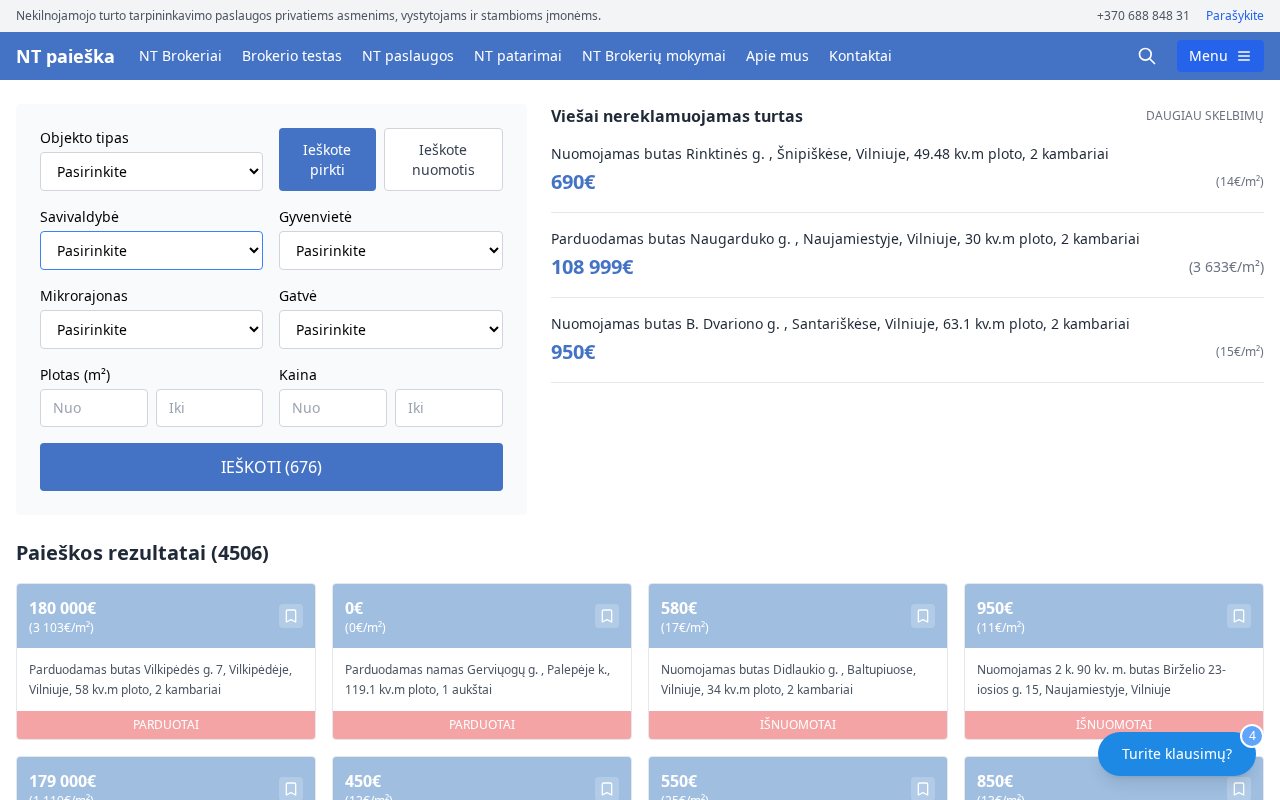 Nekilnojamojo turto tarpininkavimo paslaugos privatiems asmenims, vystytojams ir stambioms įmonėms.
+370 688 848 31 Parašykite
NT paieška NT Brokeriai Brokerio testas NT paslaugos NT patarimai NT Brokerių mokymai Apie mus Kontaktai Menu
Objekto tipas
Pasirinkite
Ieškote
pirkti
Ieškote
nuomotis
Savivaldybė
Pasirinkite
Gyvenvietė
Pasirinkite
Mikrorajonas
Pasirinkite
Gatvė
Pasirinkite
Plotas (m²)
Nuo Iki
Kaina
Nuo Iki
IEŠKOTI (676)
Viešai nereklamuojamas turtas
DAUGIAU SKELBIMŲ
Nuomojamas butas Rinktinės g. , Šnipiškėse, Vilniuje, 49.48 kv.m ploto, 2 kambariai
690€ (14€/m²)
Parduodamas butas Naugarduko g. , Naujamiestyje, Vilniuje, 30 kv.m ploto, 2 kambariai
108 999€ (3 633€/m²)
Nuomojamas butas B. Dvariono g. , Santariškėse, Vilniuje, 63.1 kv.m ploto, 2 kambariai
950€ (15€/m²)
Paieškos rezultatai (4506)
180 000€
(3 103€/m²)
Parduodamas butas Vilkipėdės g. 7, Vilkipėdėje,
Vilniuje, 58 kv.m ploto, 2 kambariai
PARDUOTAI
0€
(0€/m²)
Parduodamas namas Gerviųogų g. , Palepėje k.,
119.1 kv.m ploto, 1 aukštai
PARDUOTAI
580€
(17€/m²)
Nuomojamas butas Didlaukio g. , Baltupiuose,
Vilniuje, 34 kv.m ploto, 2 kambariai
IŠNUOMOTAI
950€
(11€/m²)
Nuomojamas 2 k. 90 kv. m. butas Birželio 23-
iosios g. 15, Naujamiestyje, Vilniuje
IŠNUOMOTAI
179 000€
450€
550€
850€
Turite klausimų?
4